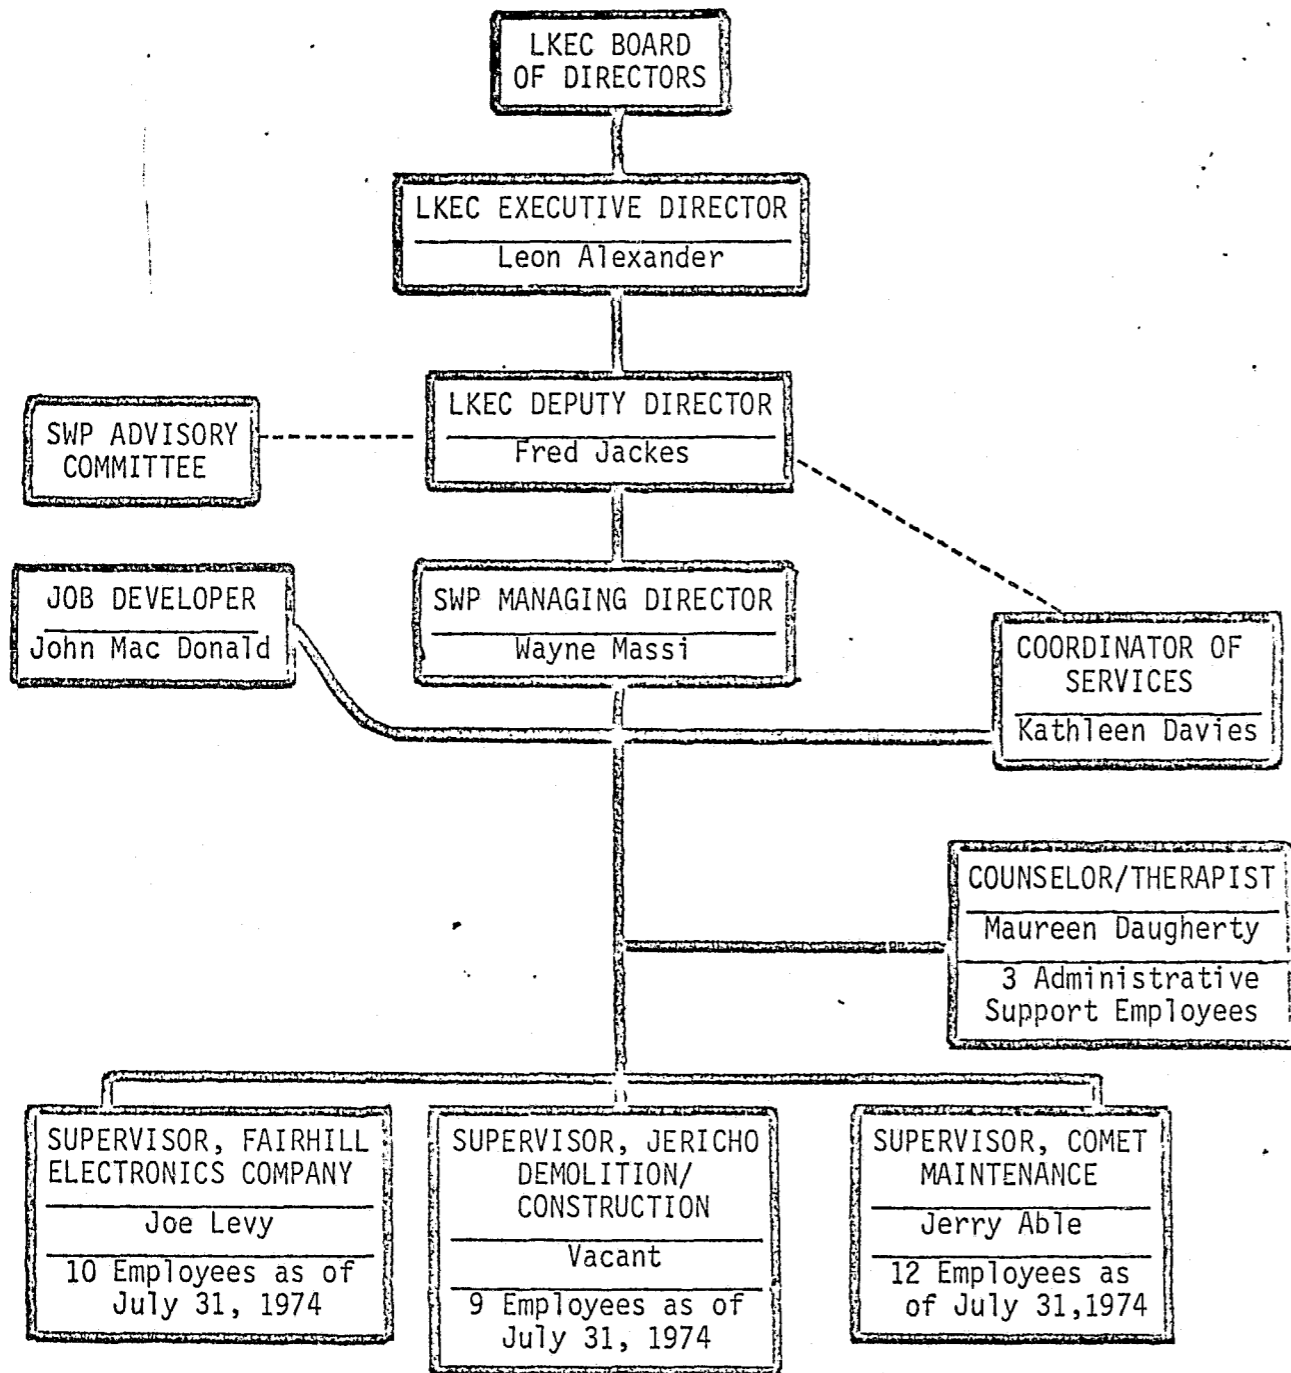 LKEC BOARD
OF DIRECTORS
LKEC EXECUTIVE DIRECTOR
Leon Alexander
LKEC DEPUTY DIRECTOR
Fred Jackes
SWP ADVISORY
COMMITTEE
JOB DEVELOPER
John Mac Donald
SWP MANAGING DIRECTOR
Wayne Massi
COORDINATOR OF
SERVICES
Kathleen Davies
COUNSELOR/THERAPIST
Maureen Daugherty
3 Administrative
Support Employees
SUPERVISOR, FAIRHILL
ELECTRONICS COMPANY
Joe Levy
10 Employees as of
July 31, 1974
SUPERVISOR, JERICHO
DEMOLITION/
CONSTRUCTION
Vacant
9 Employees as of
July 31, 1974
SUPERVISOR, COMET
MAINTENANCE
Jerry Able
12 Employees as
of July 31,1974